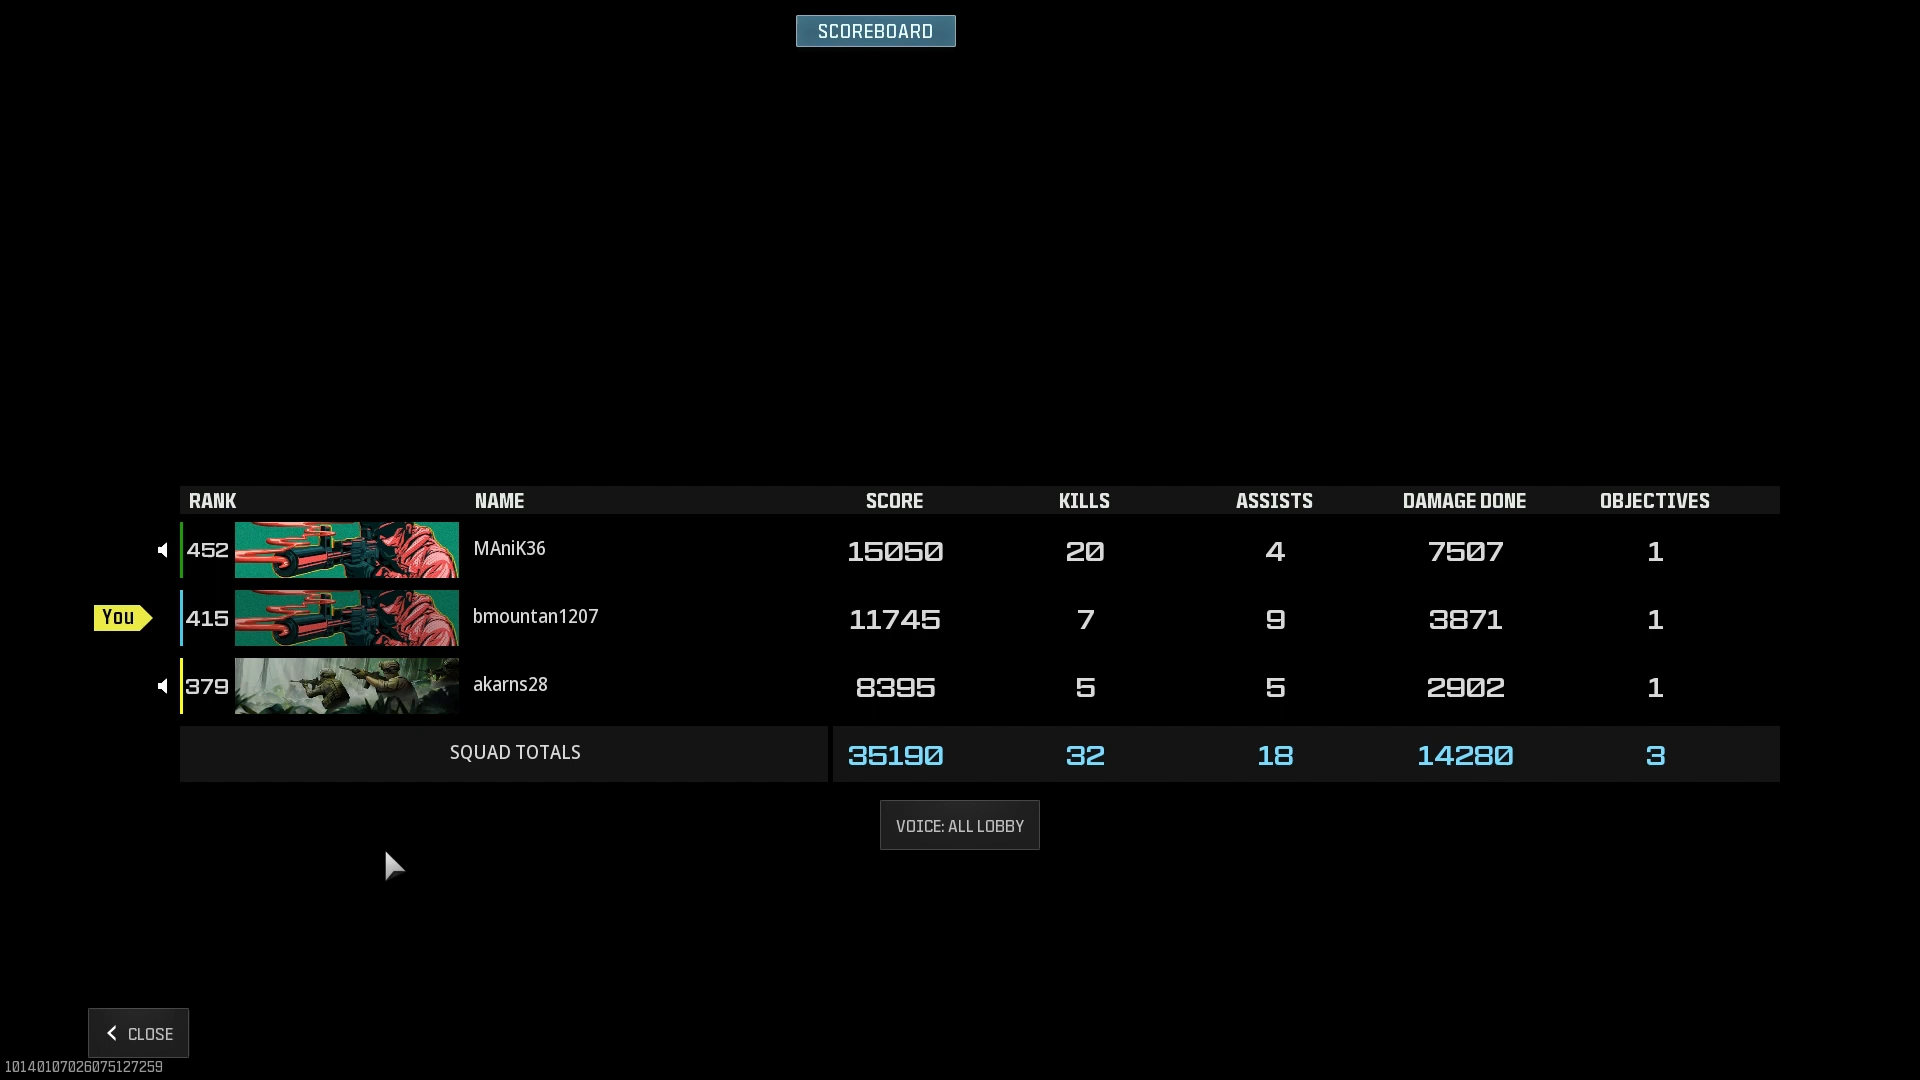 SCOREBOARD
RANK NAME SCORE KILLS ASSISTS DAMAGE DONE OBJECTIVES
452 MAniK36 15050 20 4 7507 1
You 415 bmountan1207 11745 7 9 3871 1
379 akarns28 8395 5 5 2902 1
SQUAD TOTALS 35190 32 18 14280 3
VOICE: ALL LOBBY
CLOSE
10140107026075127259